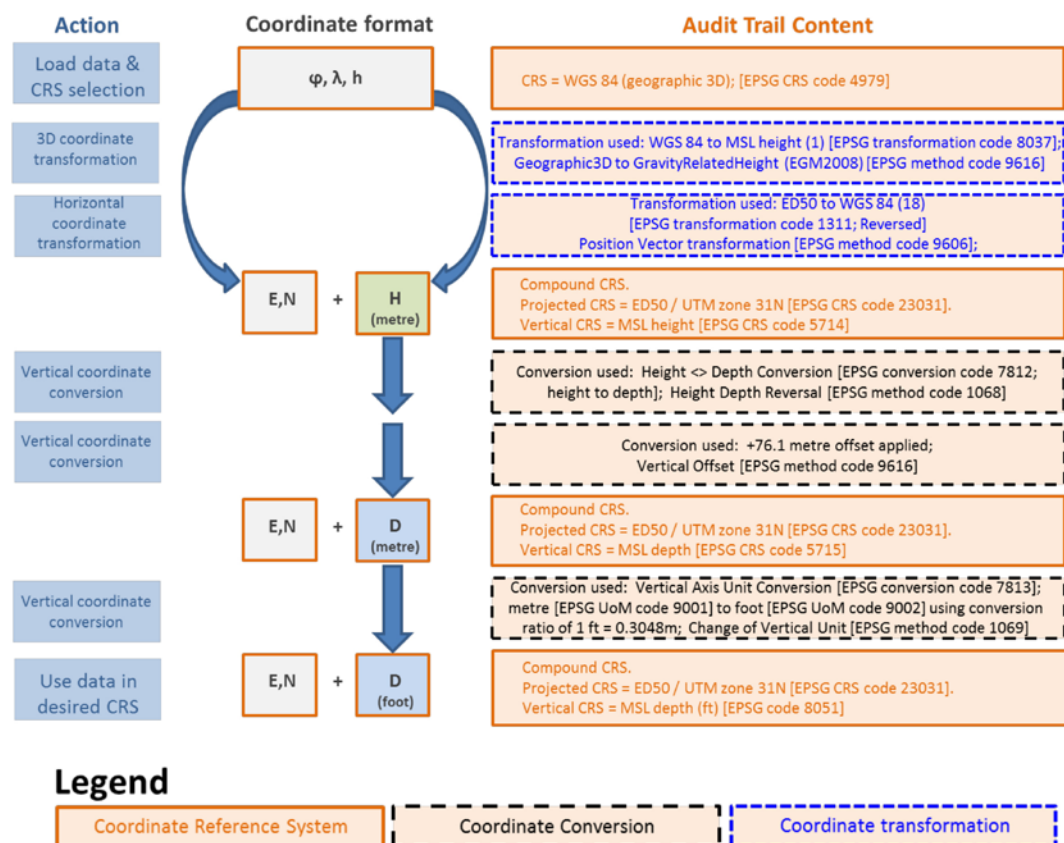 Action
Coordinate format
Audit Trail Content
Load data &
CRS selection
φ, λ, h
CRS = WGS 84 (geographic 3D); [EPSG CRS code 4979]
3D coordinate
transformation
Transformation used: WGS 84 to MSL height (1) [EPSG transformation code 8037];
Geographic3D to GravityRelatedHeight (EGM2008) [EPSG method code 9616]
Horizontal
coordinate
transformation
Transformation used: ED50 to WGS 84 (18)
[EPSG transformation code 1311; Reversed]
Position Vector transformation [EPSG method code 9606];
E,N
+
H
(metre)
Compound CRS.
Projected CRS = ED50 / UTM zone 31N [EPSG CRS code 23031].
Vertical CRS = MSL height [EPSG CRS code 5714]
Vertical coordinate
conversion
Conversion used: Height <> Depth Conversion [EPSG conversion code 7812;
height to depth]; Height Depth Reversal [EPSG method code 1068]
Vertical coordinate
conversion
Conversion used: +76.1 metre offset applied;
Vertical Offset [EPSG method code 9616]
E,N
+
D
(metre)
Compound CRS.
Projected CRS = ED50 / UTM zone 31N [EPSG CRS code 23031].
Vertical CRS = MSL depth [EPSG CRS code 5715]
Vertical coordinate
conversion
Conversion used: Vertical Axis Unit Conversion [EPSG conversion code 7813];
metre [EPSG UoM code 9001] to foot [EPSG UoM code 9002] using conversion
ratio of 1 ft = 0.3048m; Change of Vertical Unit [EPSG method code 1069]
Use data in
desired CRS
E,N
+
D
(foot)
Compound CRS.
Projected CRS = ED50 / UTM zone 31N [EPSG CRS code 23031].
Vertical CRS = MSL depth (ft) [EPSG code 8051]
Legend
Coordinate Reference System
Coordinate Conversion
Coordinate transformation